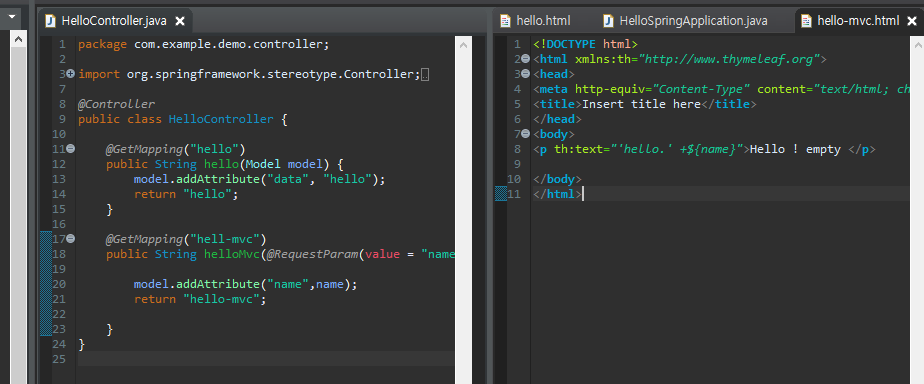 HelloController.java
1 package com.example.demo.controller;
2
3 import org.springframework.stereotype.Controller;
7
8 @Controller
9 public class HelloController {
10
11 @GetMapping("hello")
12 public String hello(Model model) {
13 model.addAttribute("data", "hello");
14 return "hello";
15 }
16
17 @GetMapping("hell-mvc")
18 public String helloMvc(@RequestParam(value = "name
19
20 model.addAttribute("name",name);
21 return "hello-mvc";
22
23 }
24 }
25
hello.html HelloSpringApplication.java hello-mvc.html
1 <!DOCTYPE html>
2 <html xmlns:th="http://www.thymeleaf.org">
3 <head>
4 <meta http-equiv="Content-Type" content="text/html; ch
5 <title>Insert title here</title>
6 </head>
7 <body>
8 <p th:text="'hello.' +${name}">Hello ! empty </p>
9
10 </body>
11 </html>